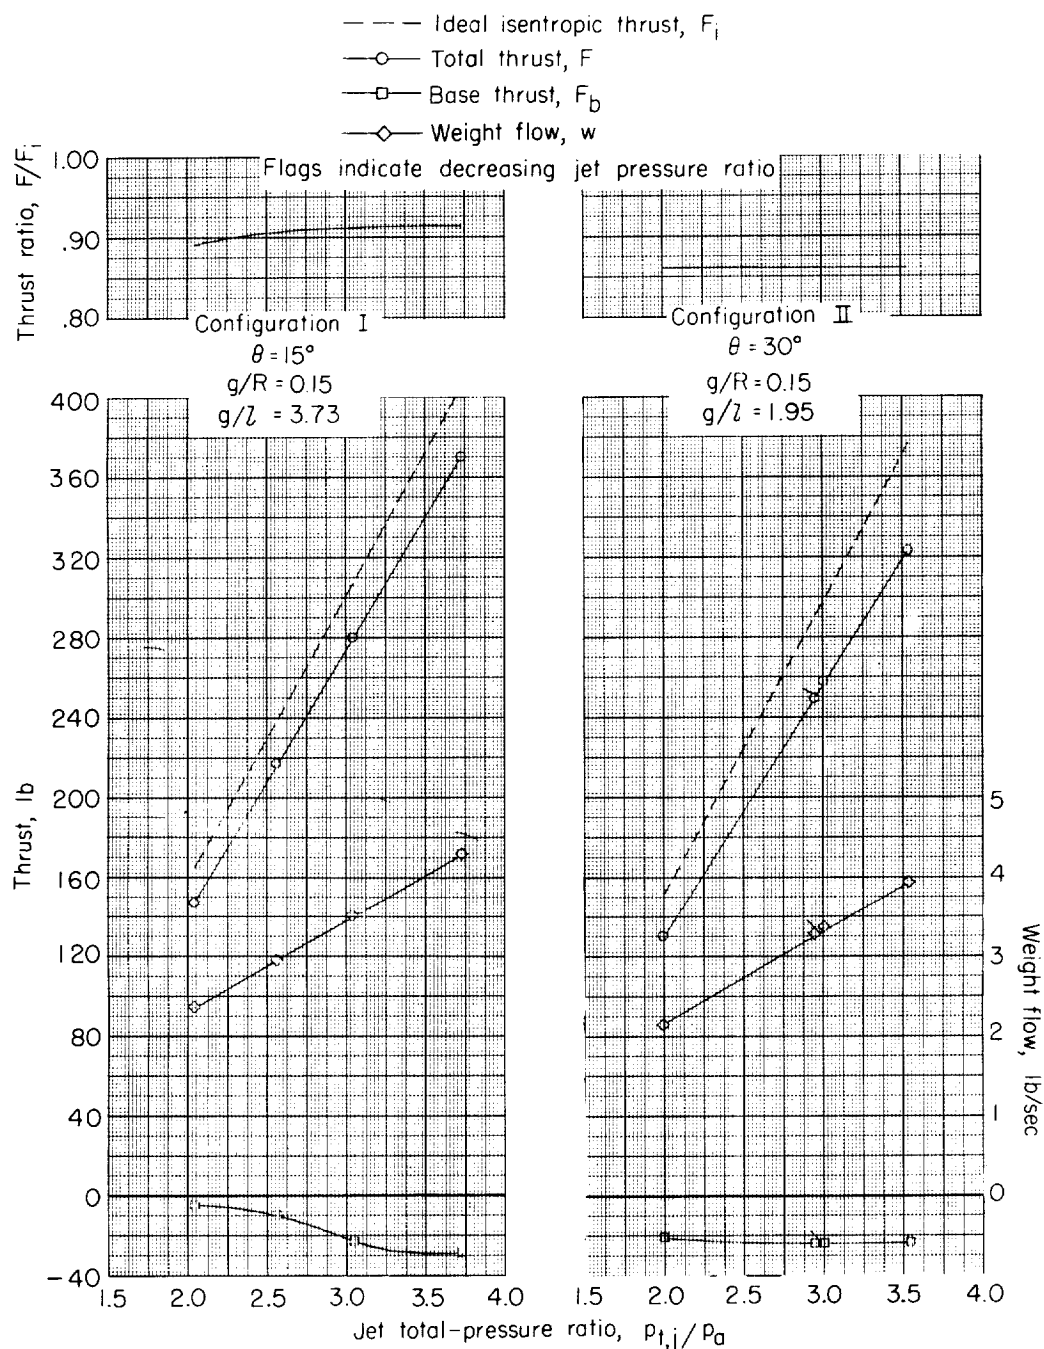 Ideal isentropic thrust, Fi
Total thrust, F
Base thrust, Fb
Weight flow, w
Flags indicate decreasing jet pressure ratio
Thrust ratio, F/Fi
1.00
.90
.80
Configuration I
θ = 15°
g/R = 0.15
g/l = 3.73
Configuration II
θ = 30°
g/R = 0.15
g/l = 1.95
Thrust, lb
400
360
320
280
240
200
160
120
80
40
0
-40
5
4
3
2
1
0
Weight flow, lb/sec
1.5 2.0 2.5 3.0 3.5 4.0
1.5 2.0 2.5 3.0 3.5 4.0
Jet total-pressure ratio, pt,j/pa